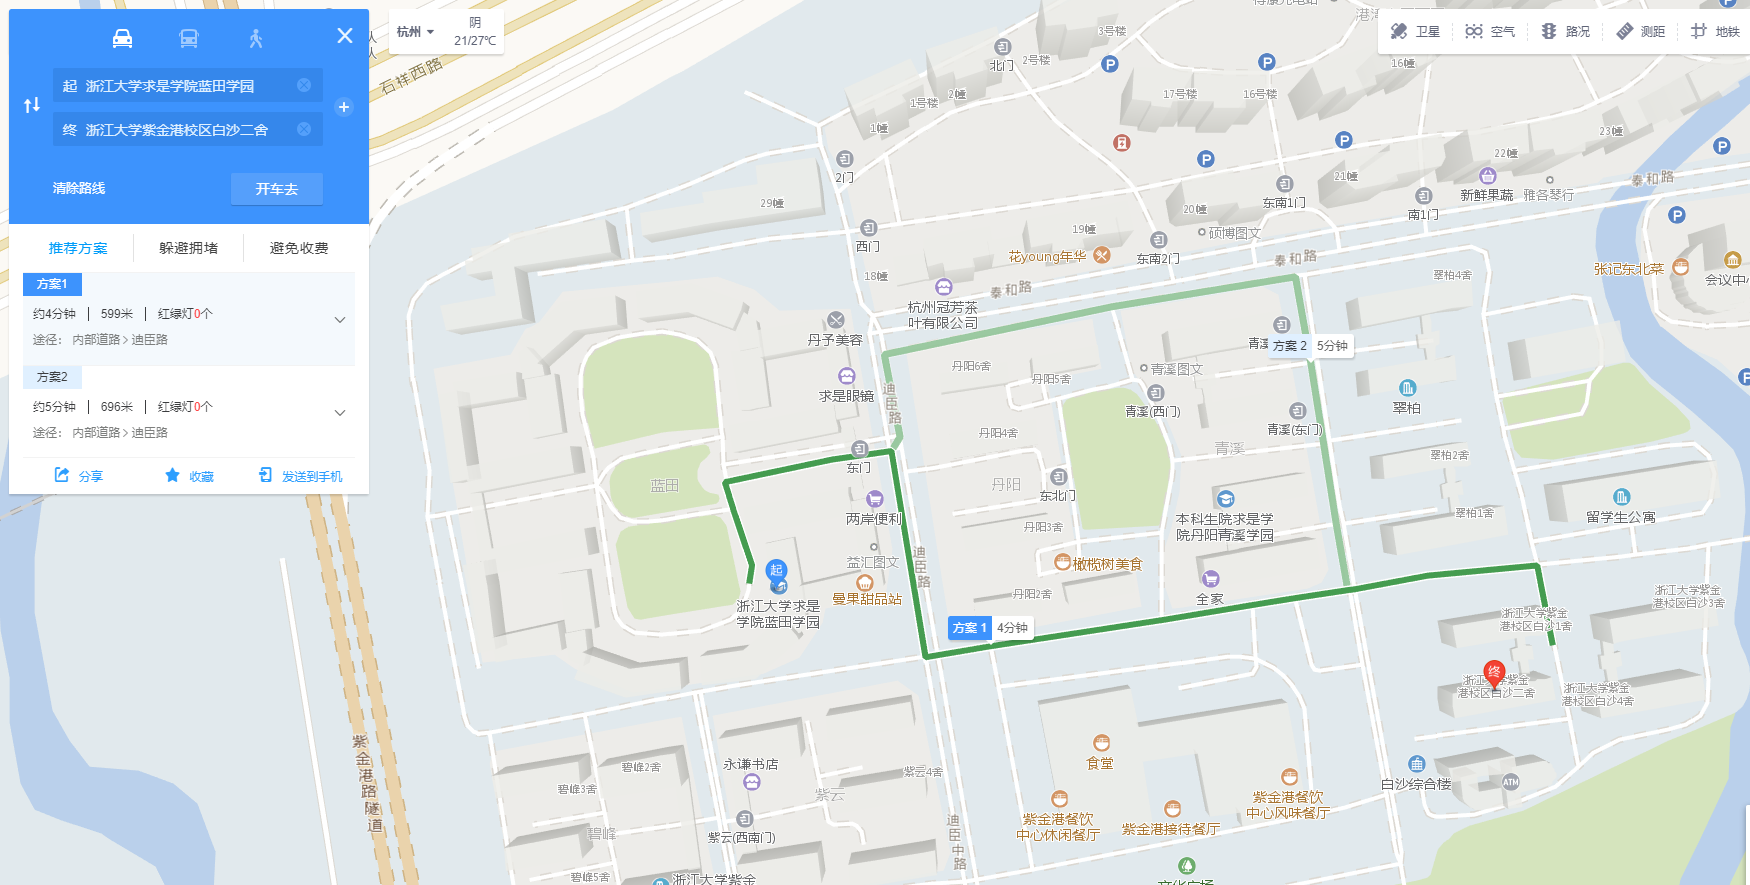 起 浙江大学求是学院蓝田学园
终 浙江大学紫金港校区白沙二舍
清除路线
开车去
推荐方案
躲避拥堵
避免收费
方案1
约4分钟 | 599米 | 红绿灯0个
途径： 内部道路 > 迪臣路
方案2
约5分钟 | 696米 | 红绿灯0个
途径： 内部道路 > 迪臣路
分享
收藏
发送到手机
杭州
阴
21/27℃
卫星
空气
路况
测距
地铁
石祥西路
北门
3号楼
2号楼
1号楼
2幢
1幢
17号楼
16号楼
16幢
23幢
22幢
21幢
20幢
19幢
18幢
29幢
2门
西门
东南1门
东南2门
南1门
新鲜果蔬
雅各琴行
泰和路
硕博图文
花young年华
泰和路
泰和路
张记东北菜
翠柏4舍
杭州冠芳茶
叶有限公司
丹予美容
求是眼镜
迪臣路
丹阳6舍
丹阳5舍
青溪图文
青溪(西门)
方案 2 5分钟
翠柏
青溪(东门)
丹阳4舍
青溪
翠柏2舍
东门
蓝田
丹阳
东北门
两岸便利
丹阳3舍
本科生院求是学
院丹阳青溪学园
翠柏1舍
留学生公寓
益汇图文
迪臣路
橄榄树美食
起
浙江大学求是
学院蓝田学园
曼果甜品站
丹阳2舍
全家
方案 1 4分钟
浙江大学紫金
港校区白沙1舍
浙江大学紫金
港校区白沙3舍
终
港校区白沙二舍
浙江大学紫金
港校区白沙4舍
紫金港路隧道
碧峰2舍
碧峰3舍
碧峰
碧峰5舍
永谦书店
紫云
紫云4舍
紫云(西南门)
浙江大学紫金
迪臣中路
食堂
紫金港餐饮
中心休闲餐厅
紫金港接待餐厅
紫金港餐饮
中心风味餐厅
白沙综合楼
ATM